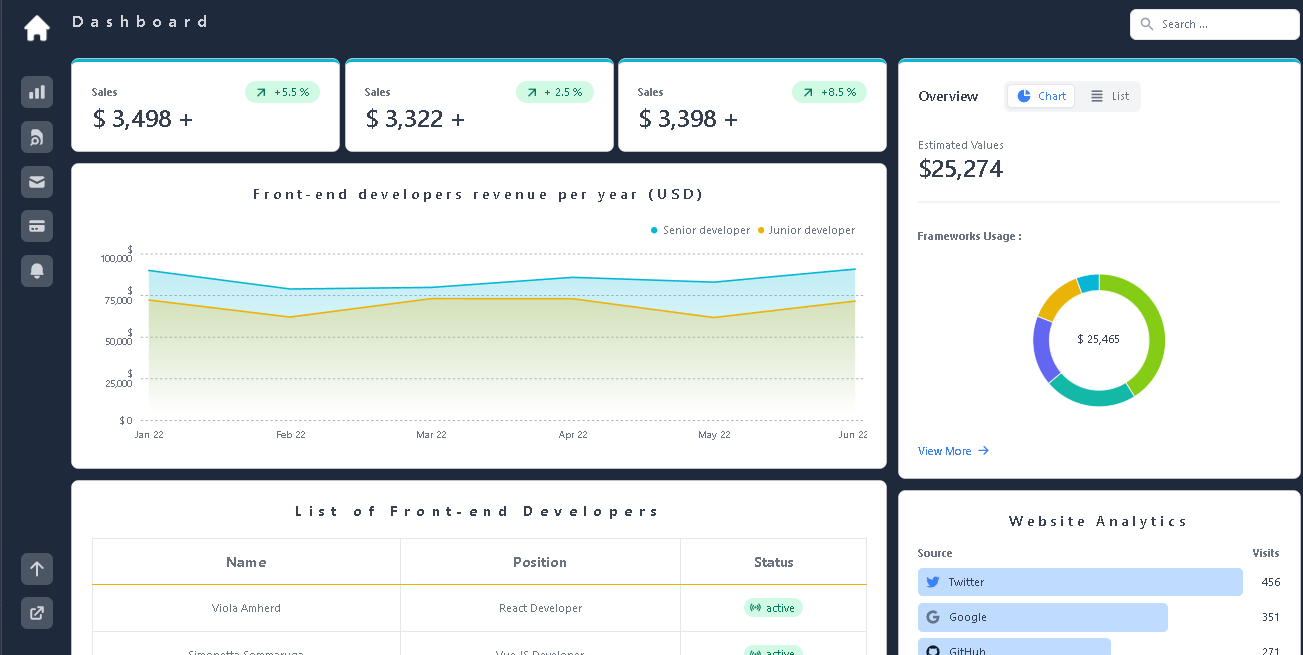 Dashboard
Search ...
Sales
+5.5 %
$ 3,498 +
Sales
+ 2.5 %
$ 3,322 +
Sales
+8.5 %
$ 3,398 +
Overview
Chart
List
Estimated Values
$25,274
Frameworks Usage :
$ 25,465
View More
Front-end developers revenue per year (USD)
Senior developer
Junior developer
$
100,000
$
75,000
$
50,000
$
25,000
$ 0
Jan 22
Feb 22
Mar 22
Apr 22
May 22
Jun 22
List of Front-end Developers
Name
Position
Status
Viola Amherd
React Developer
active
Simonetta Sommaruga
VueJS Developer
active
Website Analytics
Source
Visits
Twitter
456
Google
351
GitHub
271